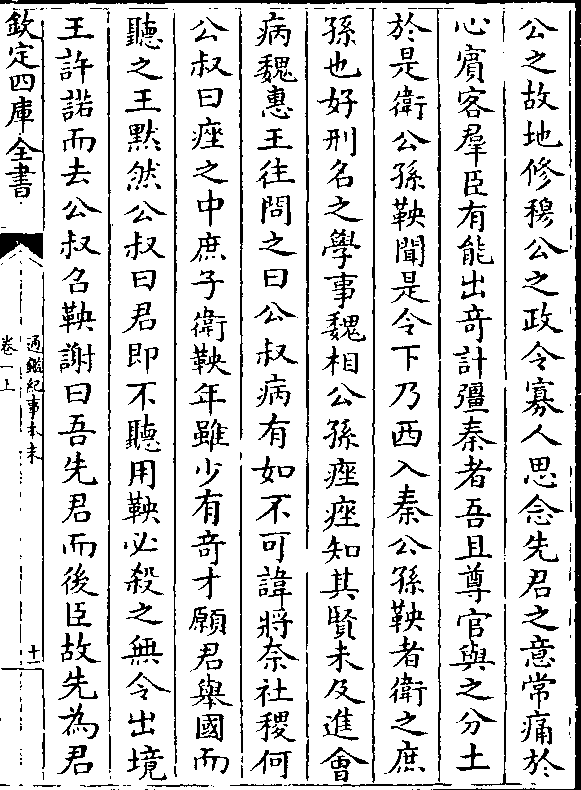 公之故地修穆公之政令寡人思念先君之意常痛於
心賓客羣臣有能出奇計彊秦者吾且尊官與之分土
於是衛公孫鞅聞是令下乃西入秦公孫鞅者衛之庶
孫也好刑名之學事魏相公孫痤痤知其賢未及進會
病魏惠王往問之曰公叔病有如不可諱將奈社稷何
公叔曰痤之中庶子衛鞅年雖少有奇才願君舉國而
聽之王黙然公叔曰君即不聽用鞅必殺之無令出境
王許諾而去公叔召鞅謝曰吾先君而後臣故先為君
欽定四庫全書
通鑑紀事本末
卷一上
十一